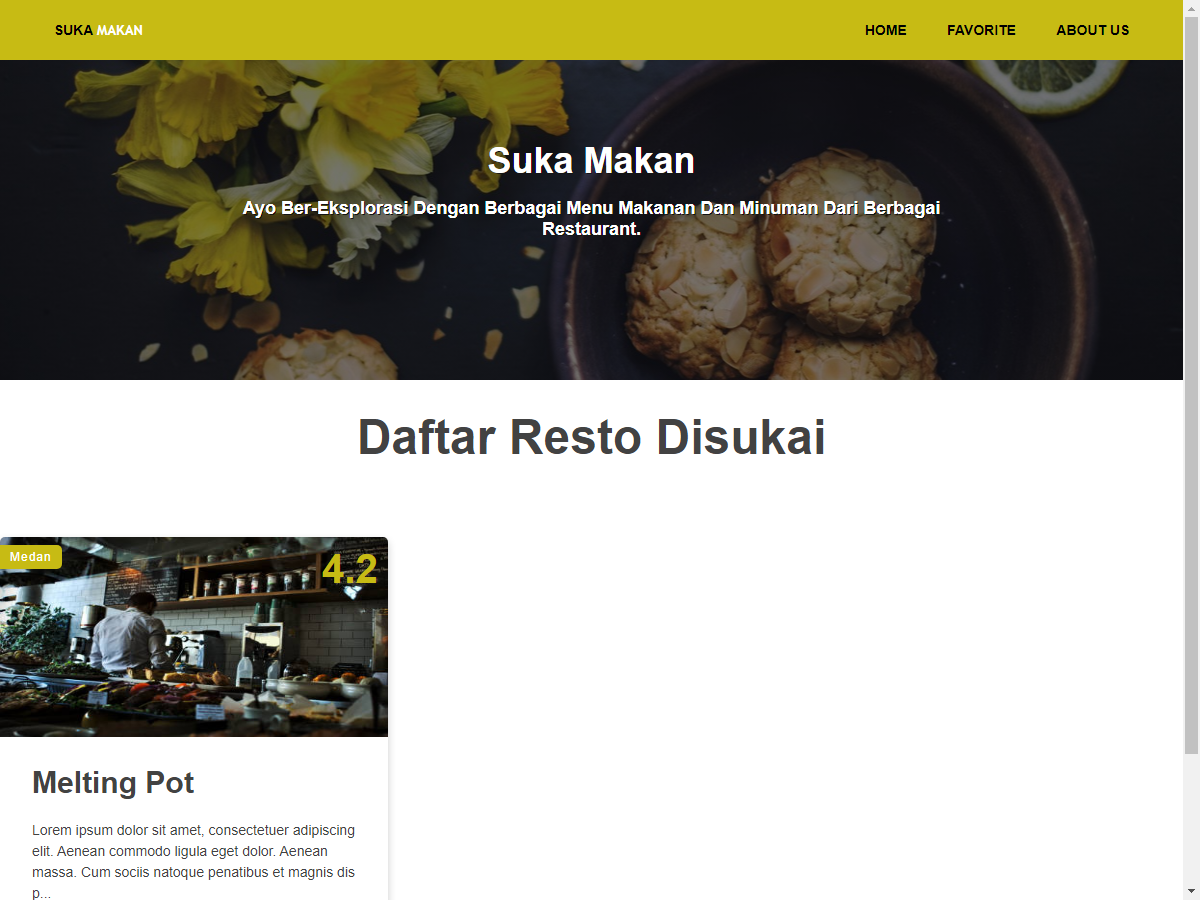 SUKA MAKAN
HOME FAVORITE ABOUT US
Suka Makan
Ayo Ber-Eksplorasi Dengan Berbagai Menu Makanan Dan Minuman Dari Berbagai
Restaurant.
Daftar Resto Disukai
Medan
4.2
Melting Pot
Lorem ipsum dolor sit amet, consectetuer adipiscing
elit. Aenean commodo ligula eget dolor. Aenean
massa. Cum sociis natoque penatibus et magnis dis
p...